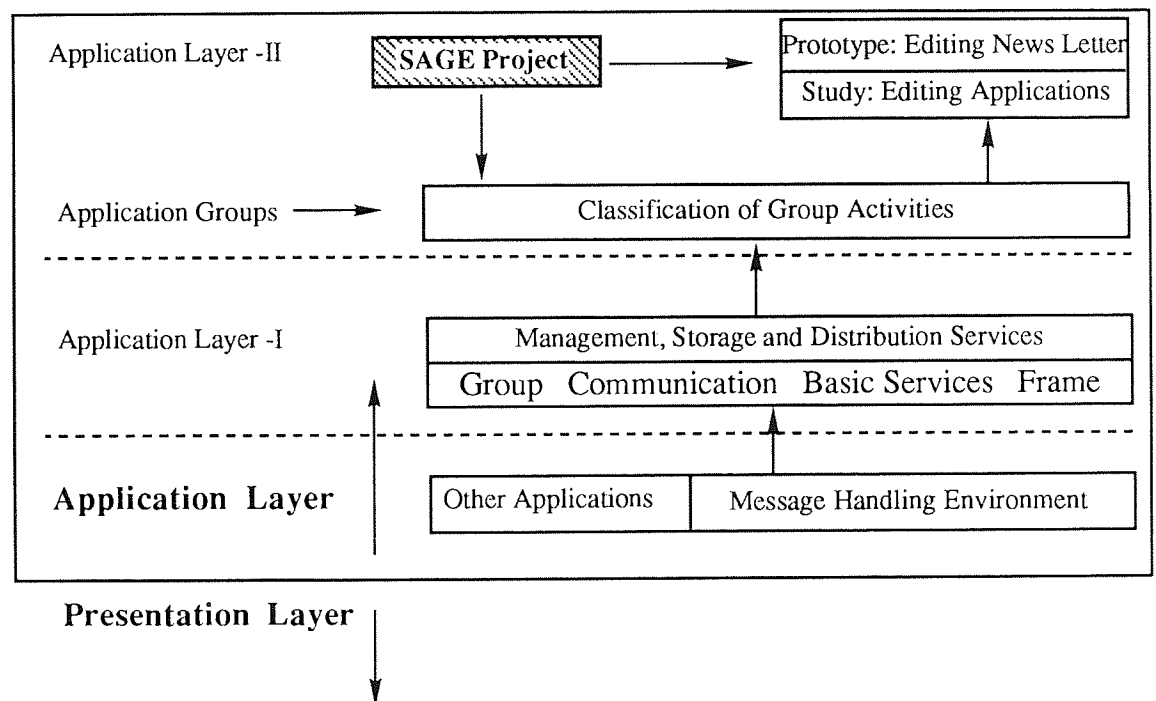 Application Layer -II
SAGE Project
Prototype: Editing News Letter
Study: Editing Applications
Application Groups
Classification of Group Activities
Application Layer -I
Management, Storage and Distribution Services
Group Communication Basic Services Frame
Application Layer
Other Applications
Message Handling Environment
Presentation Layer